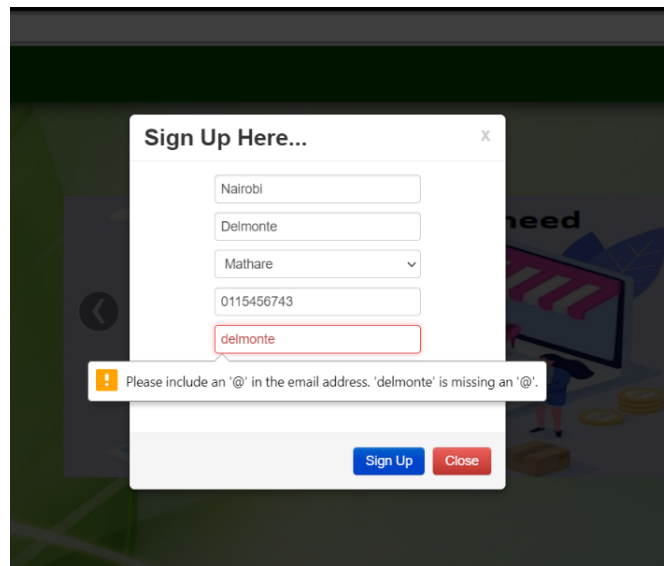 Sign Up Here...
x
Nairobi
need
Delmonte
Mathare
0115456743
delmonte
Please include an '@' in the email address. 'delmonte' is missing an '@'.
Sign Up
Close